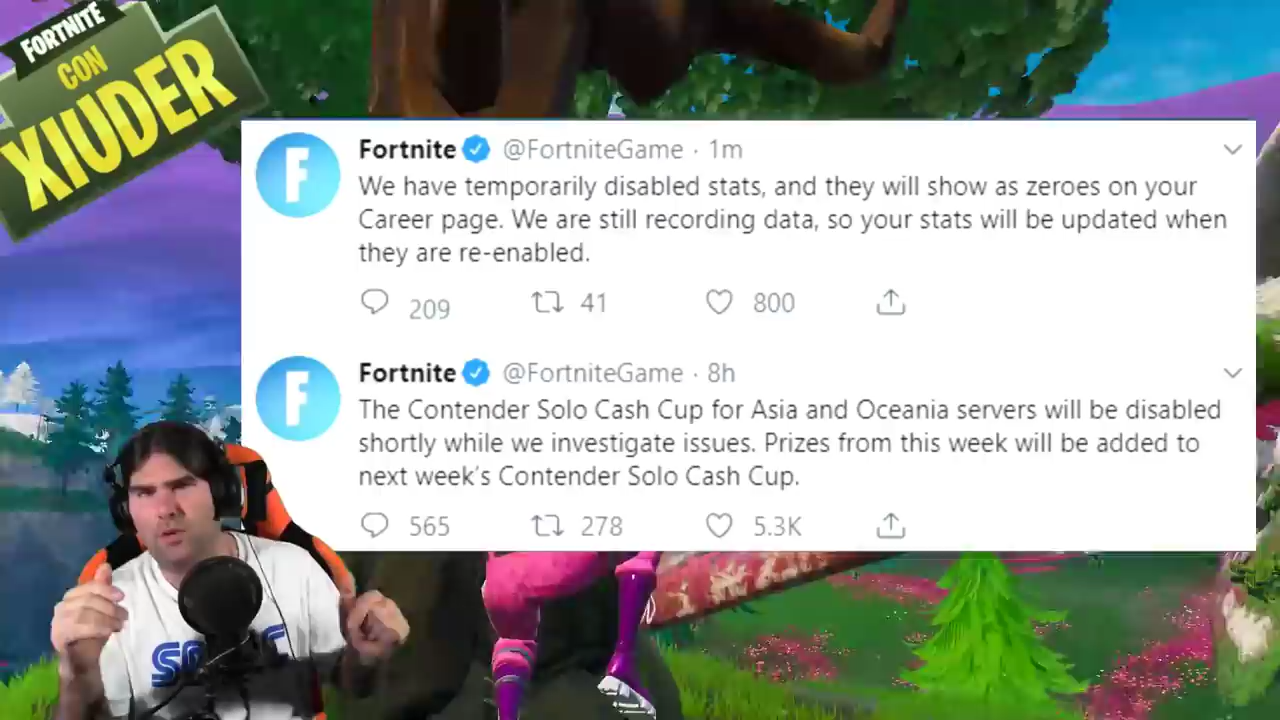 FORTNITE
CON
XIUDER
Fortnite @FortniteGame · 1m
We have temporarily disabled stats, and they will show as zeroes on your
Career page. We are still recording data, so your stats will be updated when
they are re-enabled.
209 41 800
Fortnite @FortniteGame · 8h
The Contender Solo Cash Cup for Asia and Oceania servers will be disabled
shortly while we investigate issues. Prizes from this week will be added to
next week's Contender Solo Cash Cup.
565 278 5.3K